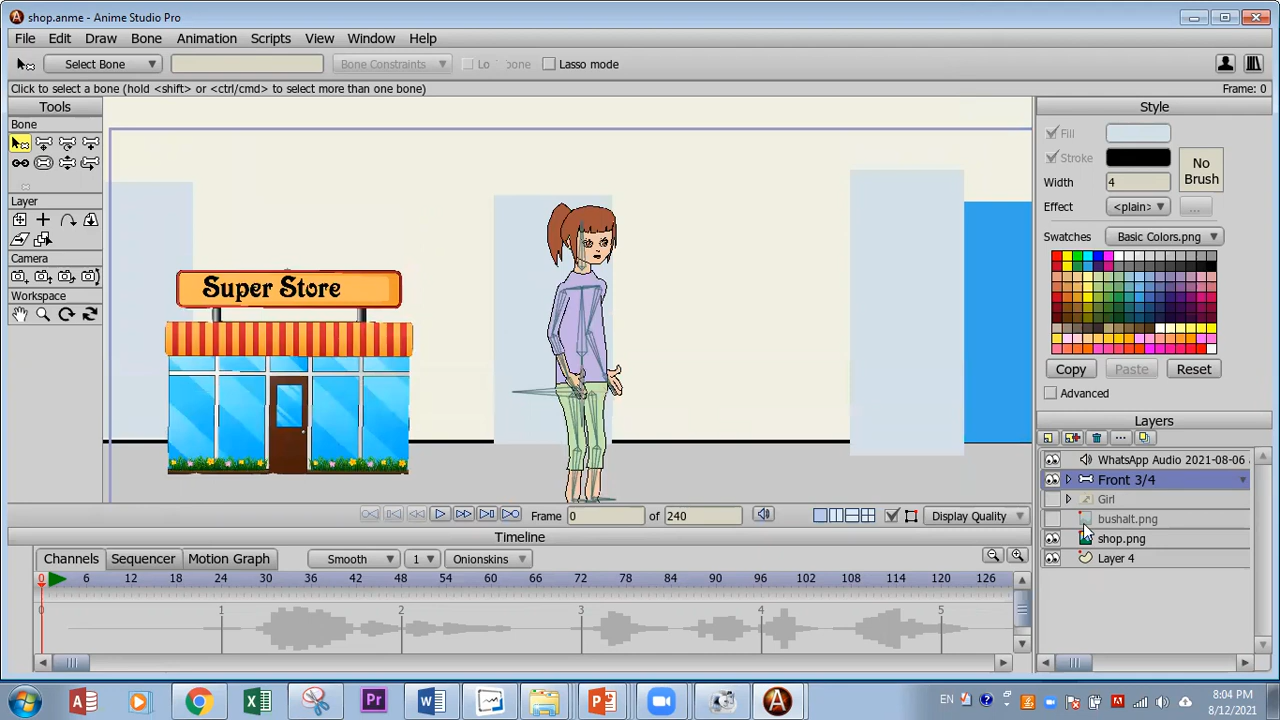 shop.anme - Anime Studio Pro
File Edit Draw Bone Animation Scripts View Window Help
Select Bone Bone Constraints Lo bone Lasso mode
Click to select a bone (hold <shift> or <ctrl/cmd> to select more than one bone) Frame: 0
Tools
Bone
Layer
Camera
Workspace
Super Store
Style
Fill
Stroke
No Brush
Width 4
Effect <plain> ...
Swatches Basic Colors.png
Copy Paste Reset
Advanced
Layers
WhatsApp Audio 2021-08-06
Front 3/4
Girl
bushalt.png
shop.png
Layer 4
Frame 0 of 240 Display Quality
Timeline
Channels Sequencer Motion Graph Smooth 1 Onionskins
0 6 12 18 24 30 36 42 48 54 60 66 72 78 84 90 96 102 108 114 120 126
0 1 2 3 4 5
EN 8:04 PM
8/12/2021